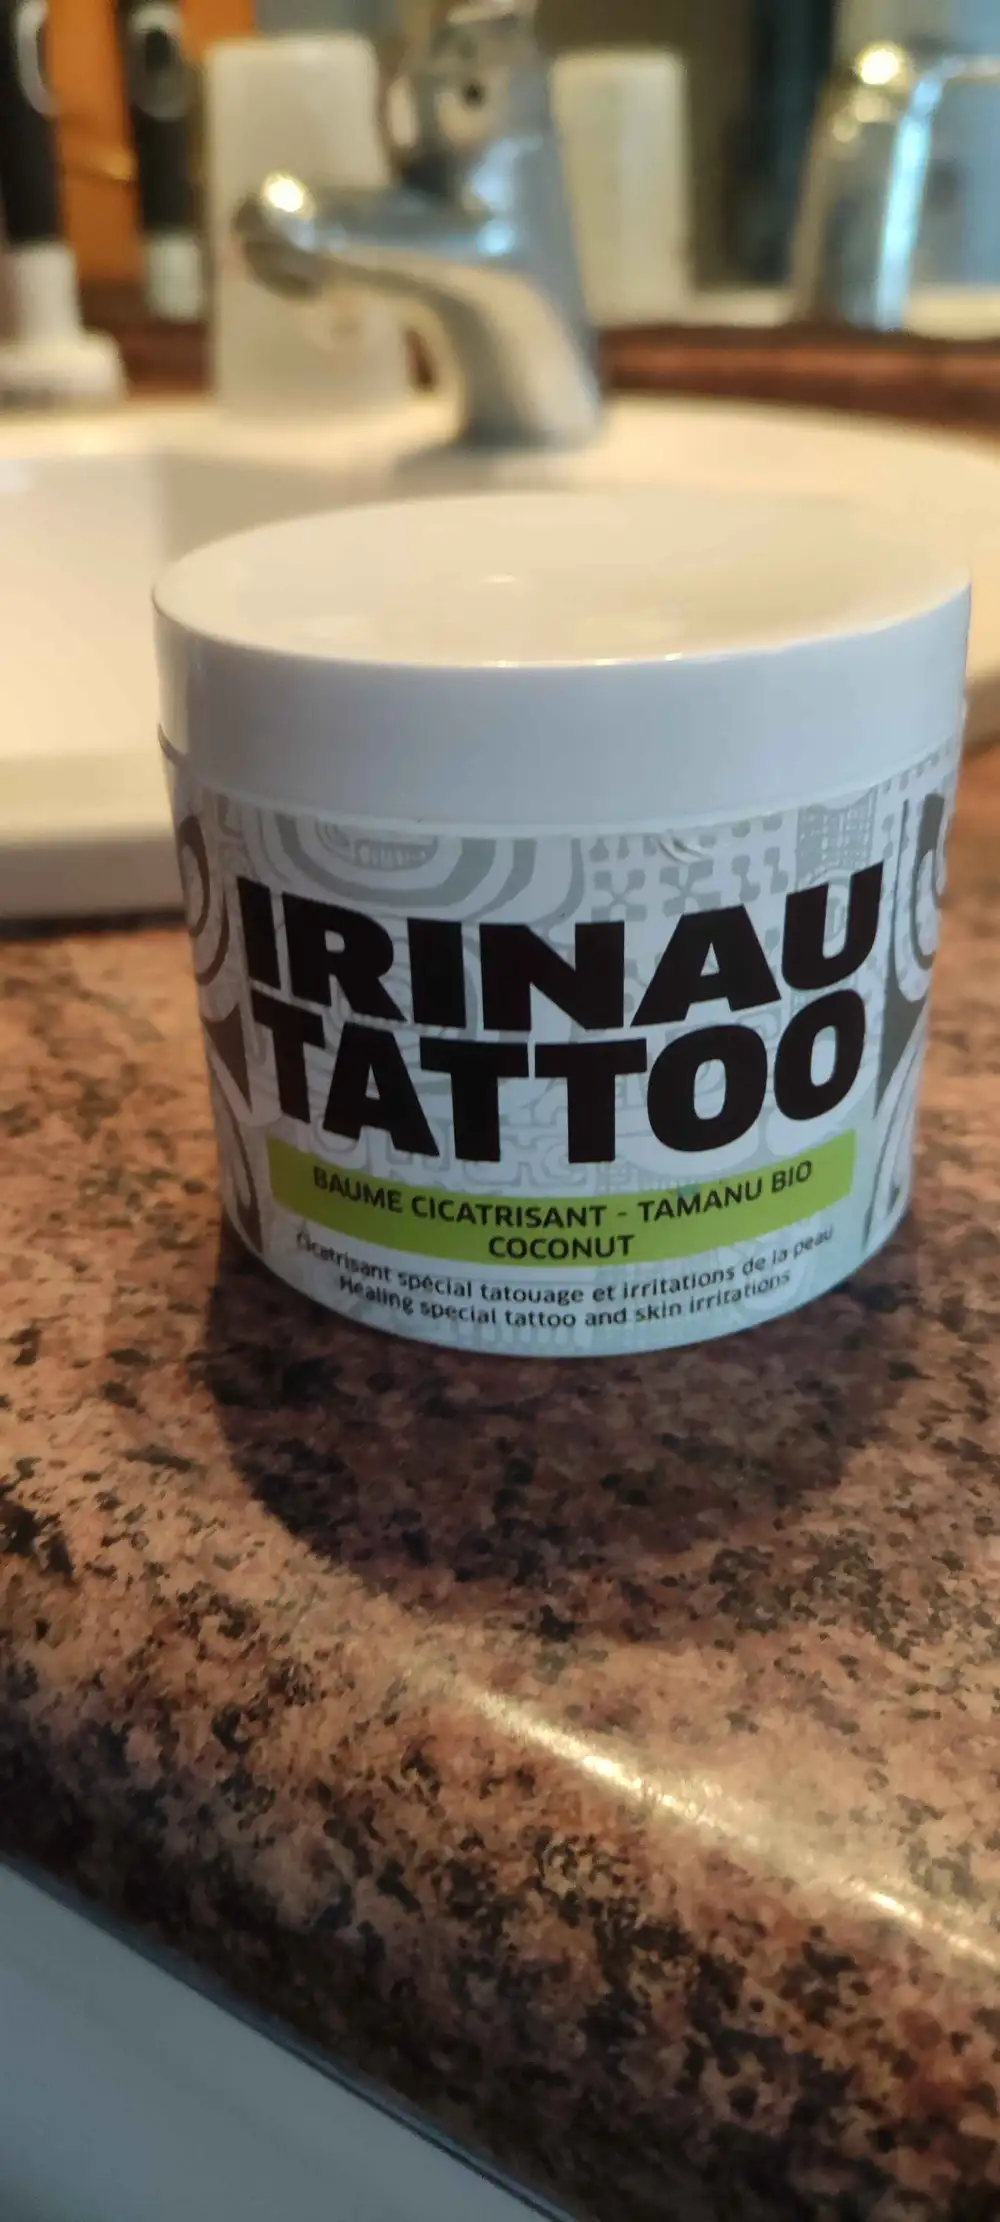 IRINAU
TATTOO
BAUME CICATRISANT - TAMANU BIO
COCONUT
Cicatrisant spécial tatouage et irritations de la peau
Healing special tattoo and skin irritations